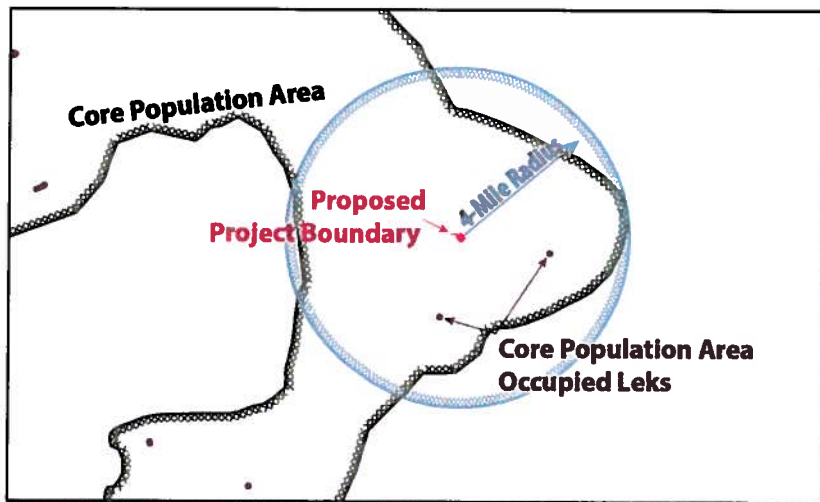 Core Population Area
4-Mile Radius
Proposed
Project Boundary
Core Population Area
Occupied Leks